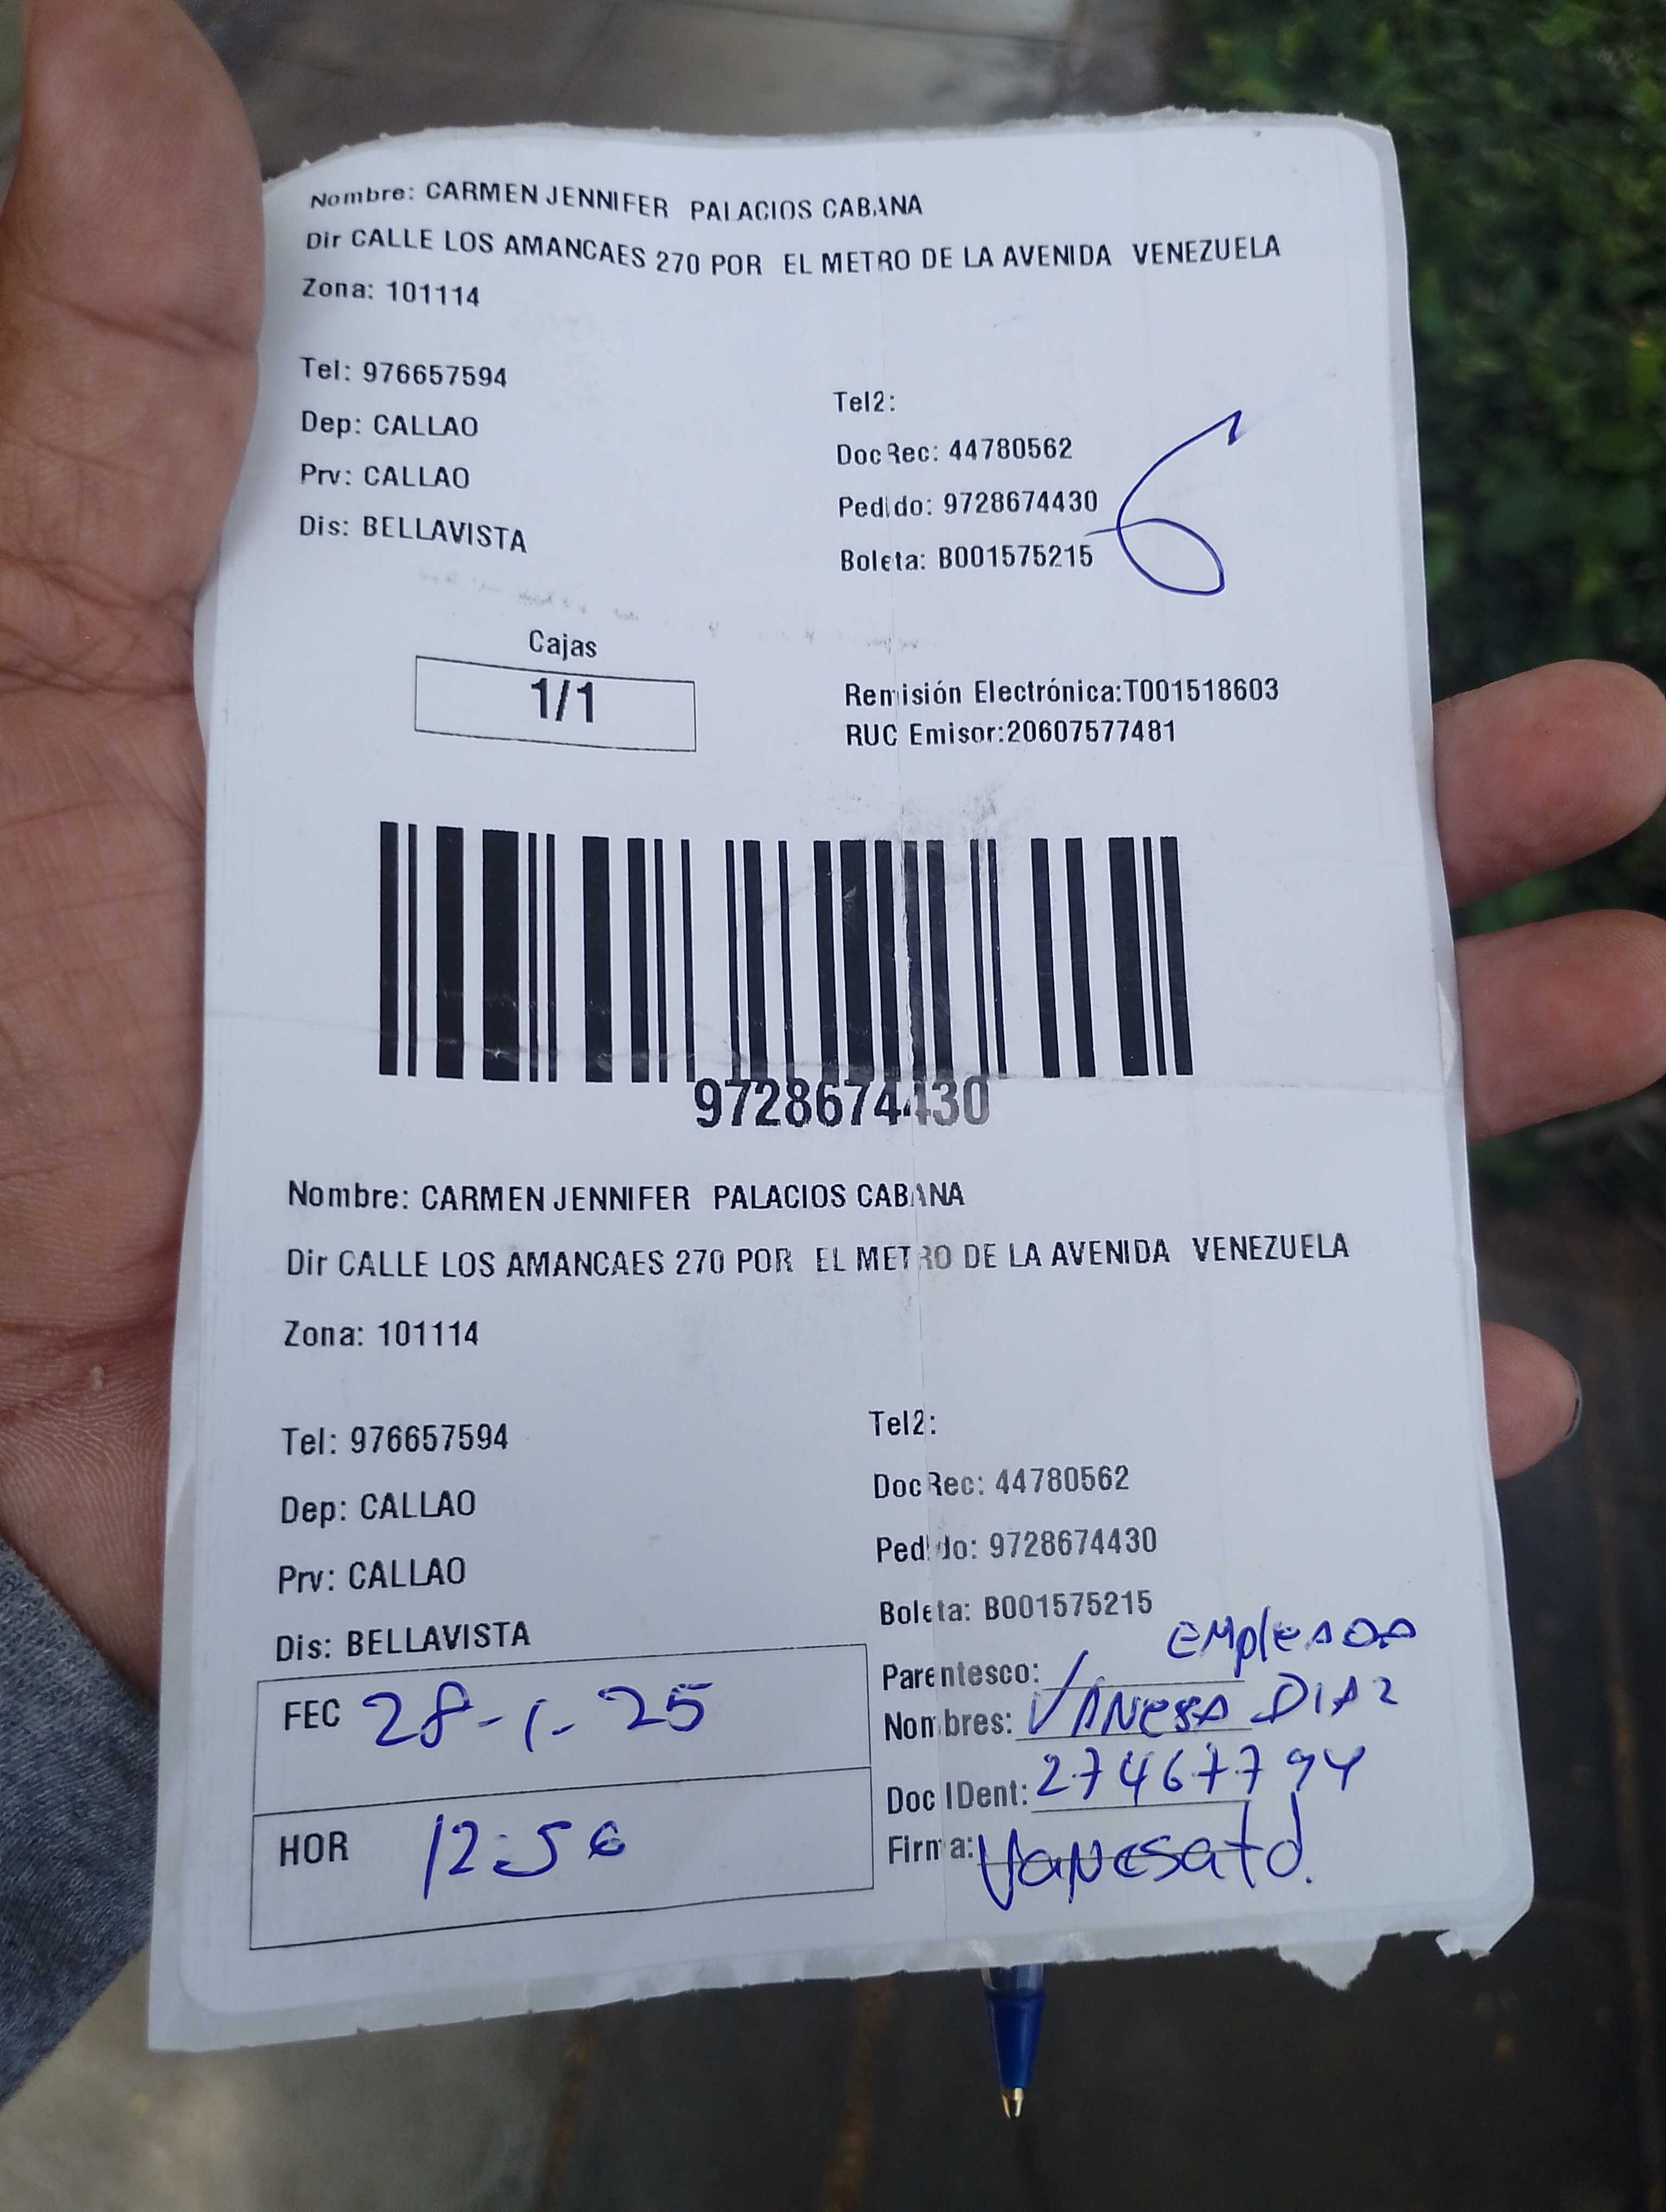 Nombre: CARMEN JENNIFER PALACIOS CABANA
Dir CALLE LOS AMANCAES 270 POR EL METRO DE LA AVENIDA VENEZUELA
Zona: 101114
Tel: 976657594
Tel2:
Dep: CALLAO
DocRec: 44780562
Prv: CALLAO
Pedido: 9728674430
Dis: BELLAVISTA
Boleta: B001575215
Cajas
1/1
Remisión Electrónica:T001518603
RUC Emisor:20607577481
9728674430
Nombre: CARMEN JENNIFER PALACIOS CABANA
Dir CALLE LOS AMANCAES 270 POR EL METRO DE LA AVENIDA VENEZUELA
Zona: 101114
Tel: 976657594
Tel2:
Dep: CALLAO
DocRec: 44780562
Prv: CALLAO
Pedido: 9728674430
Dis: BELLAVISTA
Boleta: B001575215
FEC 28-1-25
HOR 12:56
Parentesco: EMPLEADA
Nombres: VANESSA DIAZ
Doc IDent: 27467794
Firma: Vanesatd.